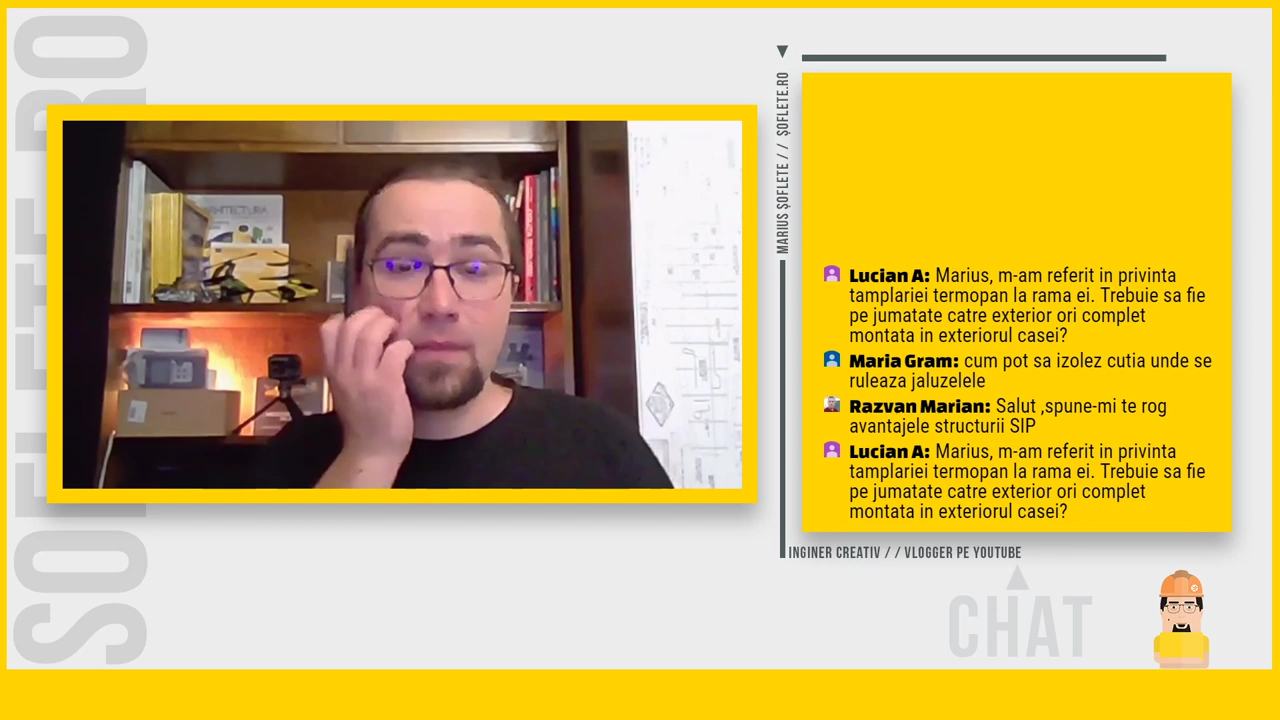 SOFLETE.RO
ARHITECTURA
MARIUS ȘOFLETE / / ȘOFLETE.RO
Lucian A: Marius, m-am referit in privinta
tamplariei termopan la rama ei. Trebuie sa fie
pe jumatate catre exterior ori complet
montata in exteriorul casei?
Maria Gram: cum pot sa izolez cutia unde se
ruleaza jaluzelele
Razvan Marian: Salut ,spune-mi te rog
avantajele structurii SIP
Lucian A: Marius, m-am referit in privinta
tamplariei termopan la rama ei. Trebuie sa fie
pe jumatate catre exterior ori complet
montata in exteriorul casei?
INGINER CREATIV / / VLOGGER PE YOUTUBE
CHAT